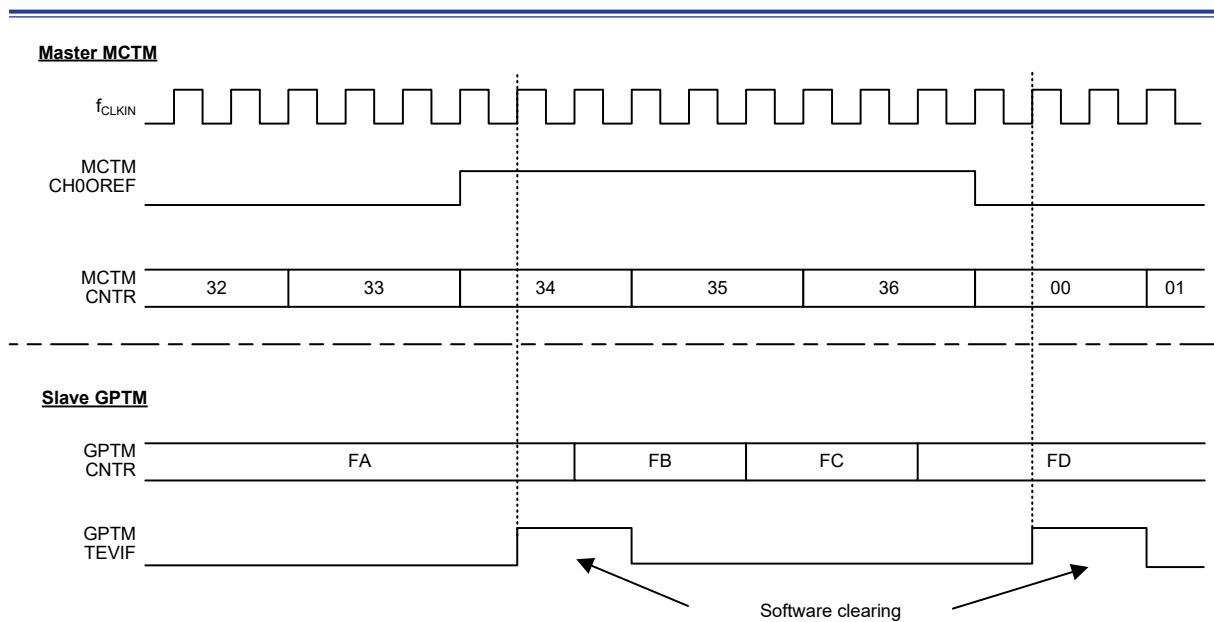 Master MCTM
fCLKIN
MCTM
CH0OREF
MCTM
CNTR
32 33 34 35 36 00 01
Slave GPTM
GPTM
CNTR
FA FB FC FD
GPTM
TEVIF
Software clearing